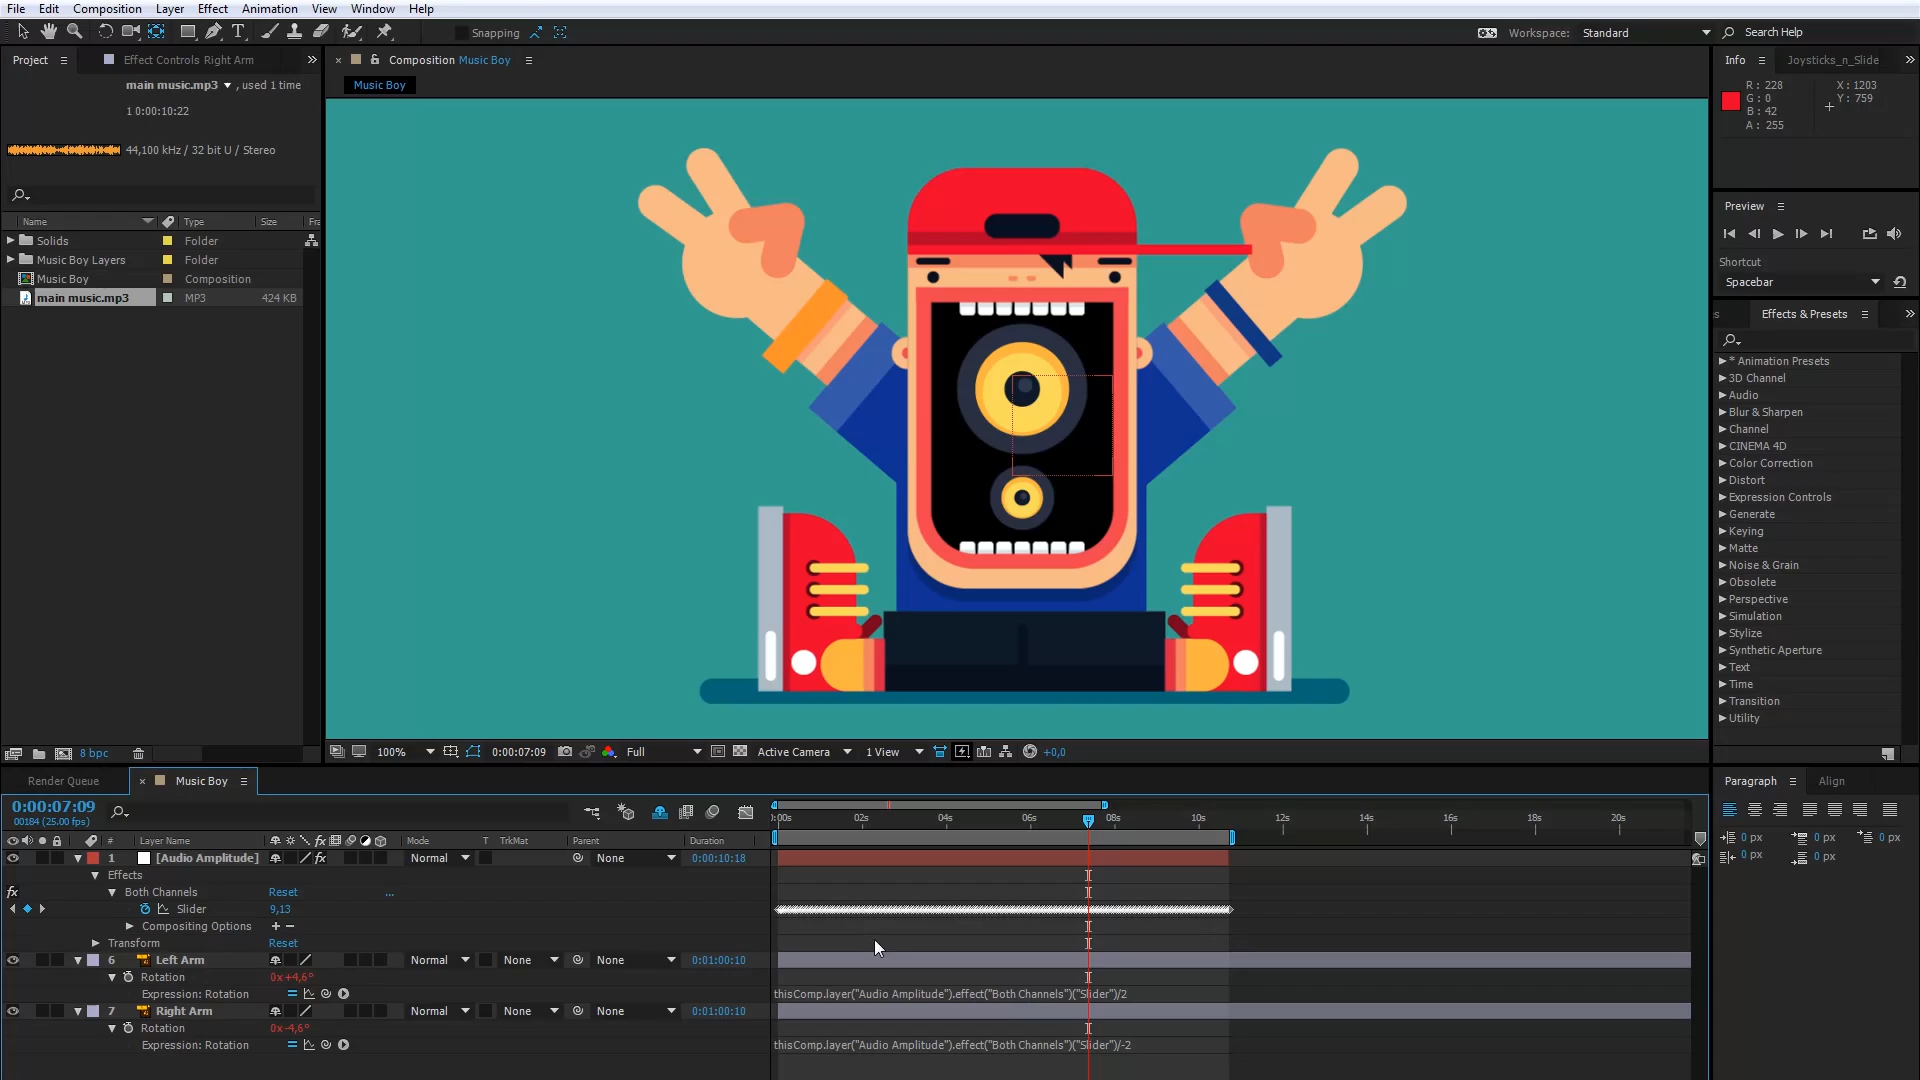 File Edit Composition Layer Effect Animation View Window Help
Snapping
Workspace: Standard
Search Help
Project
Effect Controls Right Arm
main music.mp3 , used 1 time
1 0:00:10:22
44,100 kHz / 32 bit U / Stereo
Name Type Size Fra
Solids Folder
Music Boy Layers Folder
Music Boy Composition
main music.mp3 MP3 424 KB
8 bpc
Composition Music Boy
Music Boy
100% 0:00:07:09 Full Active Camera 1 View +0,0
Info Joysticks_n_Slide
R: 228 X: 1203
G: 0 Y: 759
B: 42
A: 255
Preview
Shortcut
Spacebar
s Effects & Presets
* Animation Presets
3D Channel
Audio
Blur & Sharpen
Channel
CINEMA 4D
Color Correction
Distort
Expression Controls
Generate
Keying
Matte
Noise & Grain
Obsolete
Perspective
Simulation
Stylize
Synthetic Aperture
Text
Time
Transition
Utility
Paragraph Align
0 px 0 px 0 px
0 px 0 px
Render Queue Music Boy
0:00:07:09
00184 (25.00 fps)
):00s 02s 04s 06s 08s 10s 12s 14s 16s 18s 20s
# Layer Name fx Mode T TrkMat Parent Duration
1 [Audio Amplitude] fx Normal None 0:00:10:18
Effects
fx Both Channels Reset ...
Slider 9,13
Compositing Options + −
Transform Reset
6 Left Arm Normal None None 0:01:00:10
Rotation 0x+4,6°
Expression: Rotation = thisComp.layer("Audio Amplitude").effect("Both Channels")("Slider")/2
7 Right Arm Normal None None 0:01:00:10
Rotation 0x-4,6°
Expression: Rotation = thisComp.layer("Audio Amplitude").effect("Both Channels")("Slider")/-2